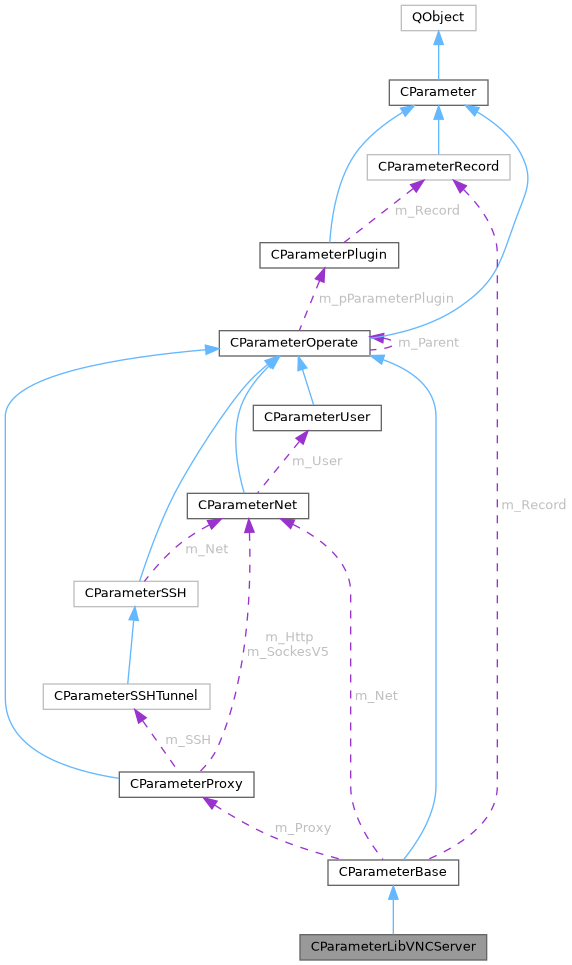 QObject
CParameter
CParameterRecord
m_Record
CParameterPlugin
m_pParameterPlugin
CParameterOperate
m_Parent
CParameterUser
m_User
CParameterNet
m_Record
m_Net
CParameterSSH
m_Http
m_SockesV5
CParameterSSHTunnel
m_Net
m_SSH
CParameterProxy
m_Proxy
CParameterBase
CParameterLibVNCServer